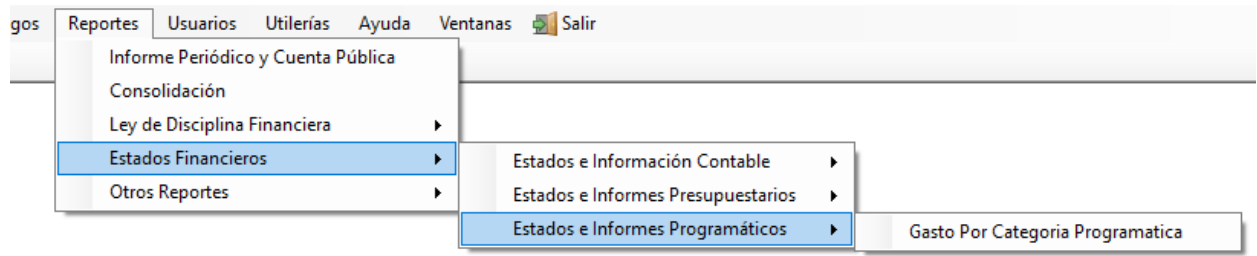 gos Reportes Usuarios Utilerías Ayuda Ventanas Salir
Informe Periódico y Cuenta Pública
Consolidación
Ley de Disciplina Financiera
Estados Financieros
Otros Reportes
Estados e Información Contable
Estados e Informes Presupuestarios
Estados e Informes Programáticos
Gasto Por Categoria Programatica